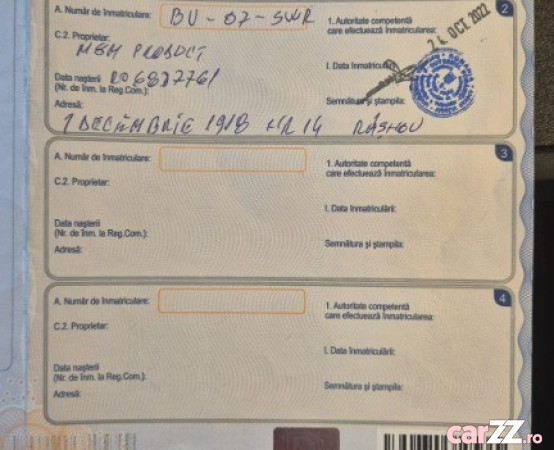 2
A. Număr de înmatriculare: BV - 07 - SWR
1. Autoritate competentă
care efectuează înmatricularea:
24 OCT 2022
C.2. Proprietar:
MBM PRODUCT
I. Data înmatriculării:
Data nașterii RO6877761
(Nr. de înm. la Reg.Com.):
Semnătura și ștampila:
Adresă:
1 DECEMBRIE 1918 NR 14
3
A. Număr de înmatriculare:
1. Autoritate competentă
care efectuează înmatricularea:
C.2. Proprietar:
I. Data înmatriculării:
Data nașterii
(Nr. de înm. la Reg.Com.):
Semnătura și ștampila:
Adresă:
4
A. Număr de înmatriculare:
1. Autoritate competentă
care efectuează înmatricularea:
C.2. Proprietar:
I. Data înmatriculării:
Data nașterii
(Nr. de înm. la Reg.Com.):
Semnătura și ștampila:
Adresă:
carZZ.ro